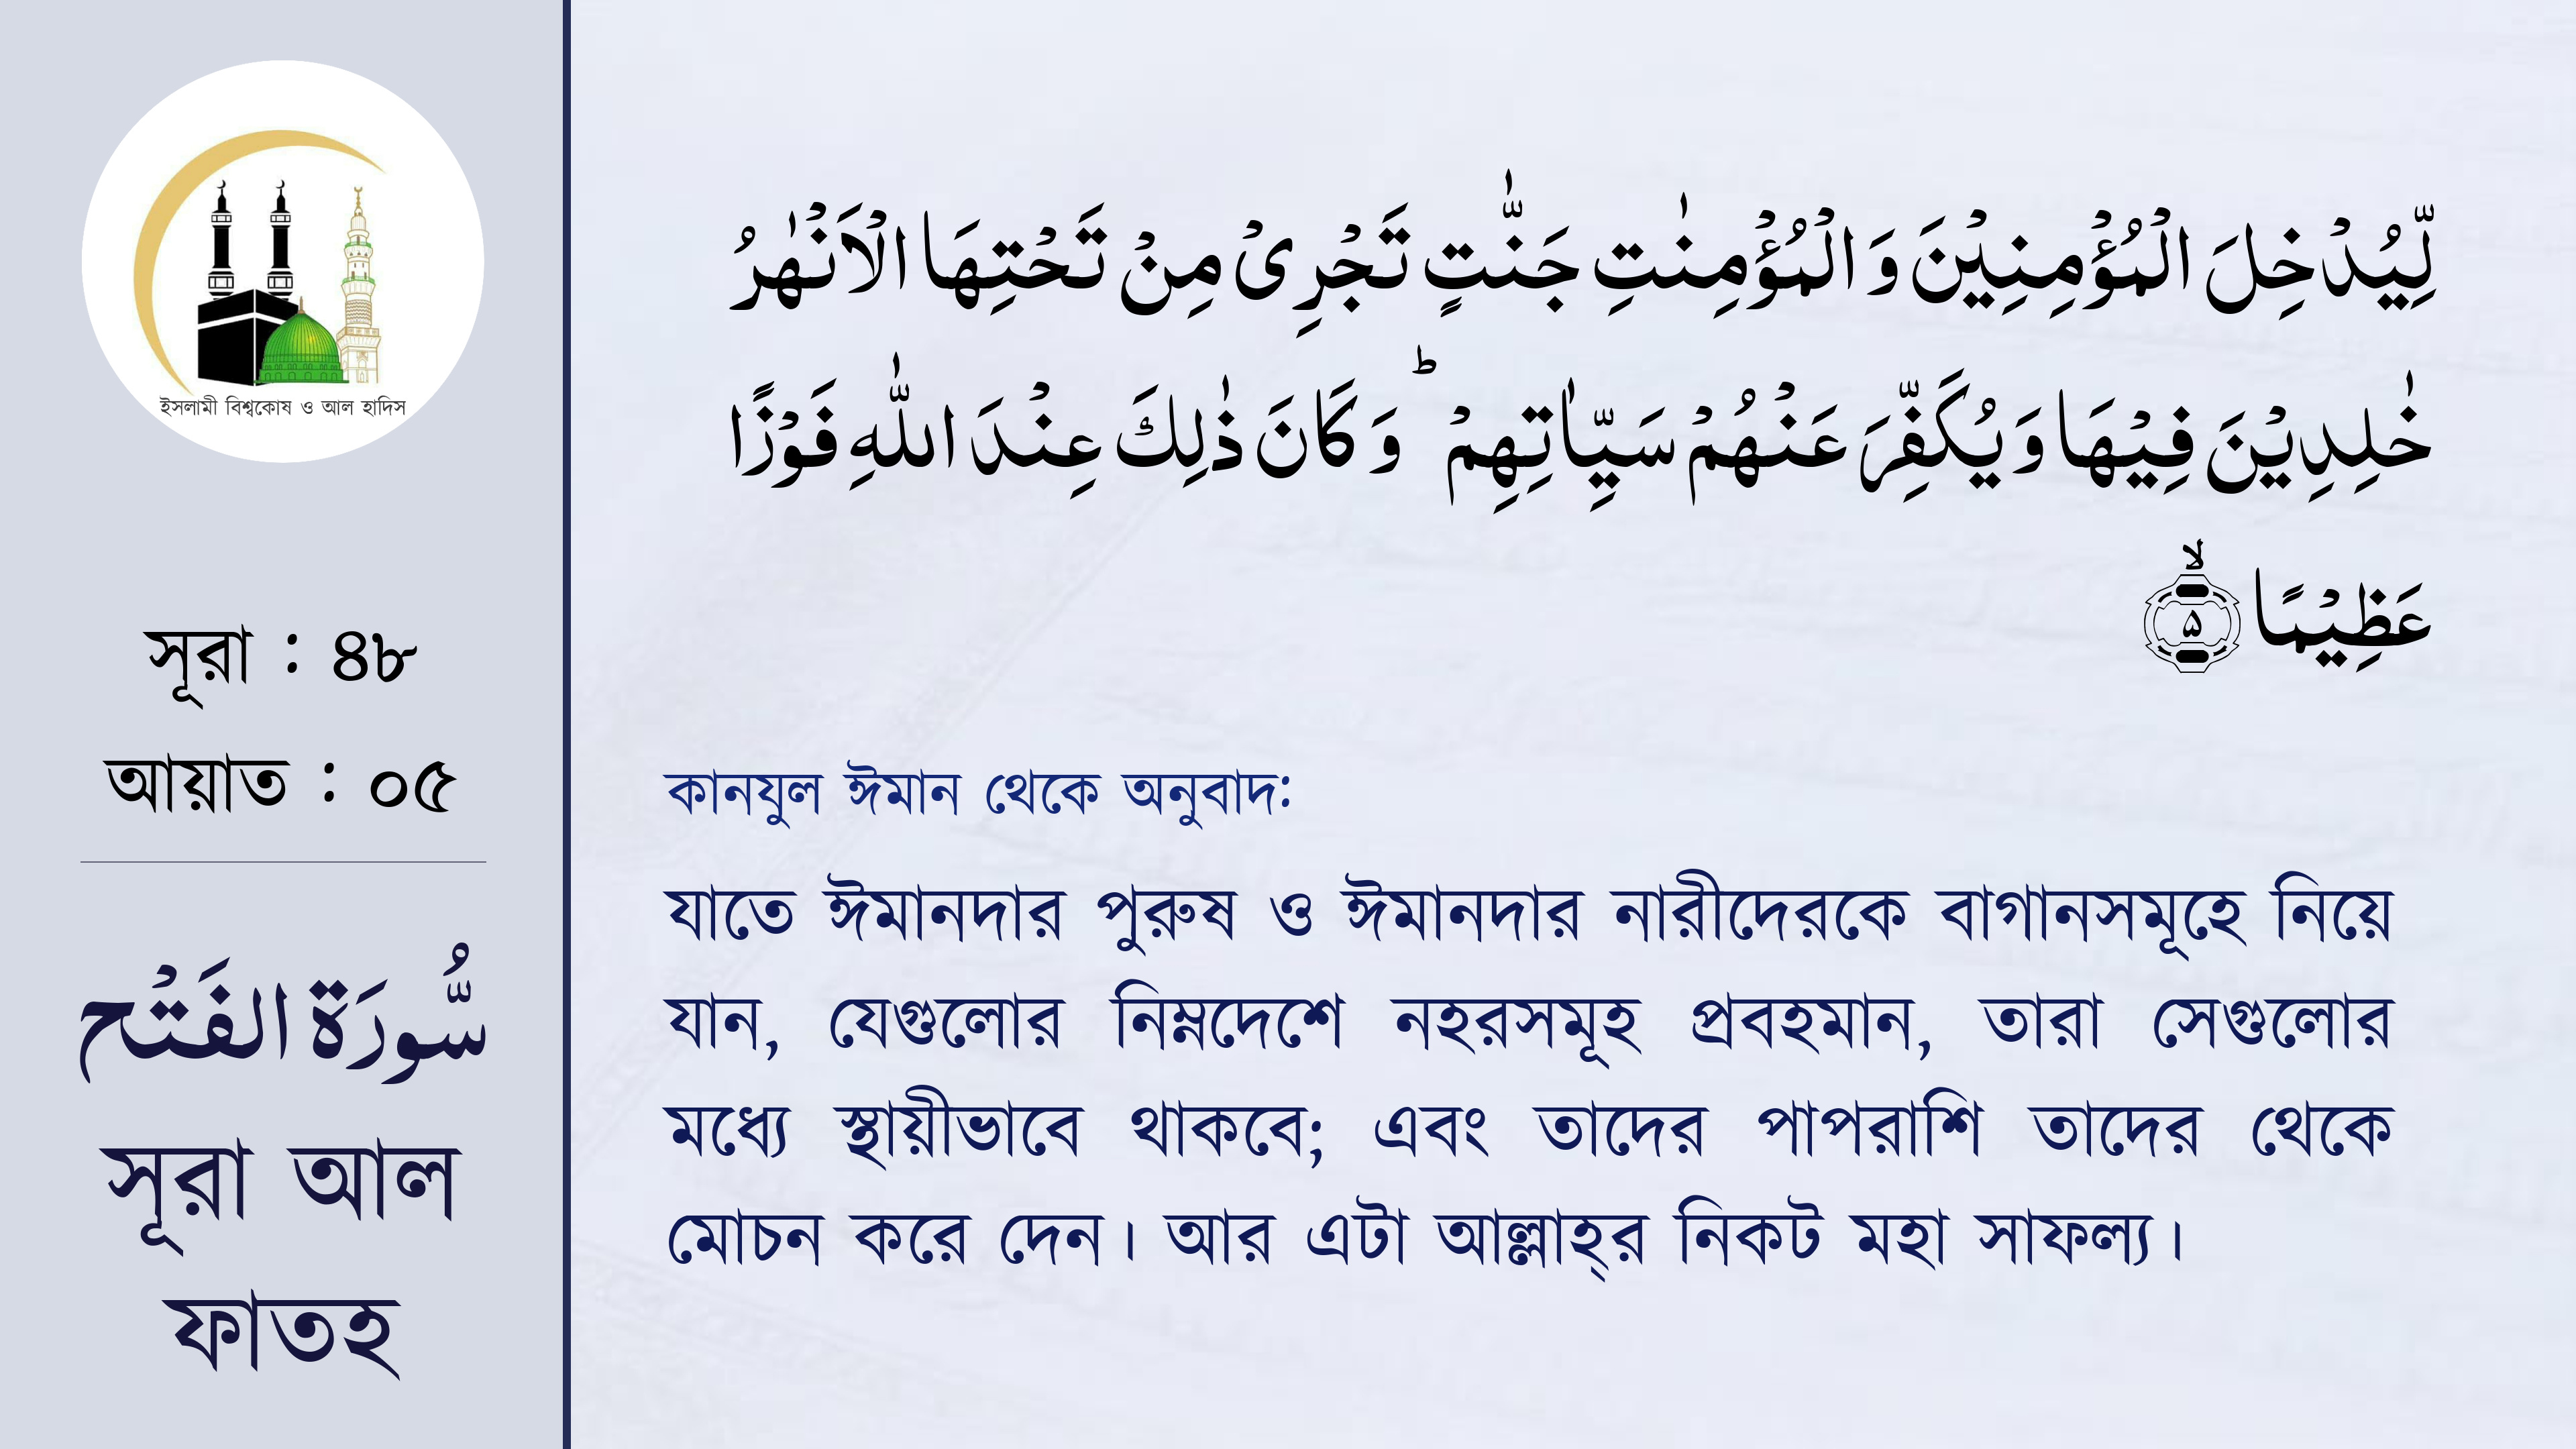 ইসলামী বিশ্বকোষ ও আল হাদিস
সূরা : ৪৮
আয়াত : ০৫
سُّورَة الفَتْح
সূরা আল
ফাতহ
لِّيُدْخِلَ الْمُؤْمِنِيْنَ وَ الْمُؤْمِنٰتِ جَنّٰتٍ تَجْرِیْ مِنْ تَحْتِهَا الْاَنْهٰرُ
خٰلِدِيْنَ فِيْهَا وَ يُكَفِّرَ عَنْهُمْ سَيِّاٰتِهِمْ ؕ وَ كَانَ ذٰلِكَ عِنْدَ اللّٰهِ فَوْزًا
عَظِيْمًا ۙ۝۵
কানযুল ঈমান থেকে অনুবাদ:
যাতে ঈমানদার পুরুষ ও ঈমানদার নারীদেরকে বাগানসমূহে নিয়ে
যান, যেগুলোর নিম্নদেশে নহরসমূহ প্রবহমান, তারা সেগুলোর
মধ্যে স্থায়ীভাবে থাকবে; এবং তাদের পাপরাশি তাদের থেকে
মোচন করে দেন। আর এটা আল্লাহ্‌র নিকট মহা সাফল্য।